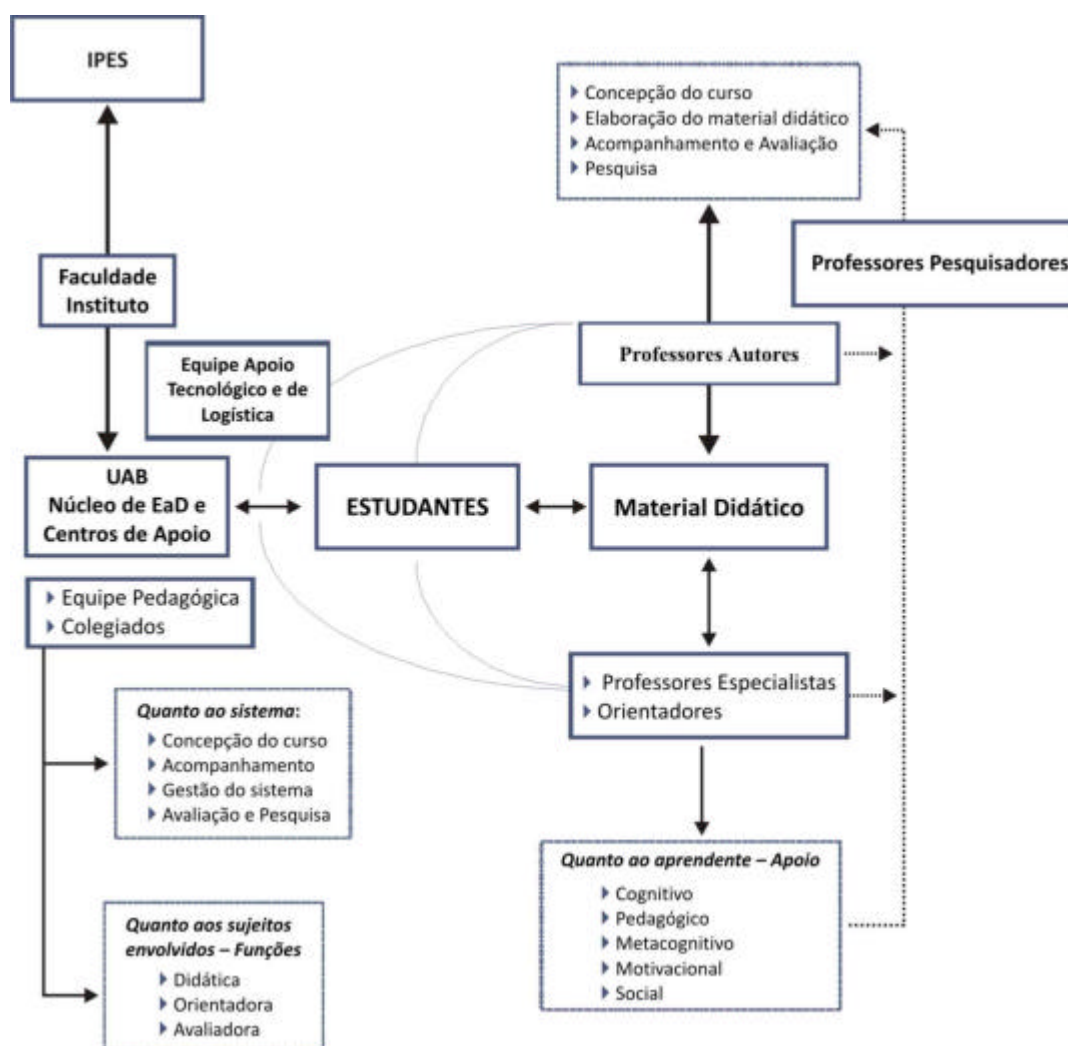 IPES
Concepção do curso
Elaboração do material didático
Acompanhamento e Avaliação
Pesquisa
Professores Pesquisadores
Faculdade
Instituto
Equipe Apoio
Tecnológico e de
Logística
Professores Autores
UAB
Núcleo de EaD e
Centros de Apoio
ESTUDANTES
Material Didático
Equipe Pedagógica
Colegiados
Professores Especialistas
Orientadores
Quanto ao sistema:
Concepção do curso
Acompanhamento
Gestão do sistema
Avaliação e Pesquisa
Quanto ao aprendente – Apoio
Cognitivo
Pedagógico
Metacognitivo
Motivacional
Social
Quanto aos sujeitos
envolvidos – Funções
Didática
Orientadora
Avaliadora